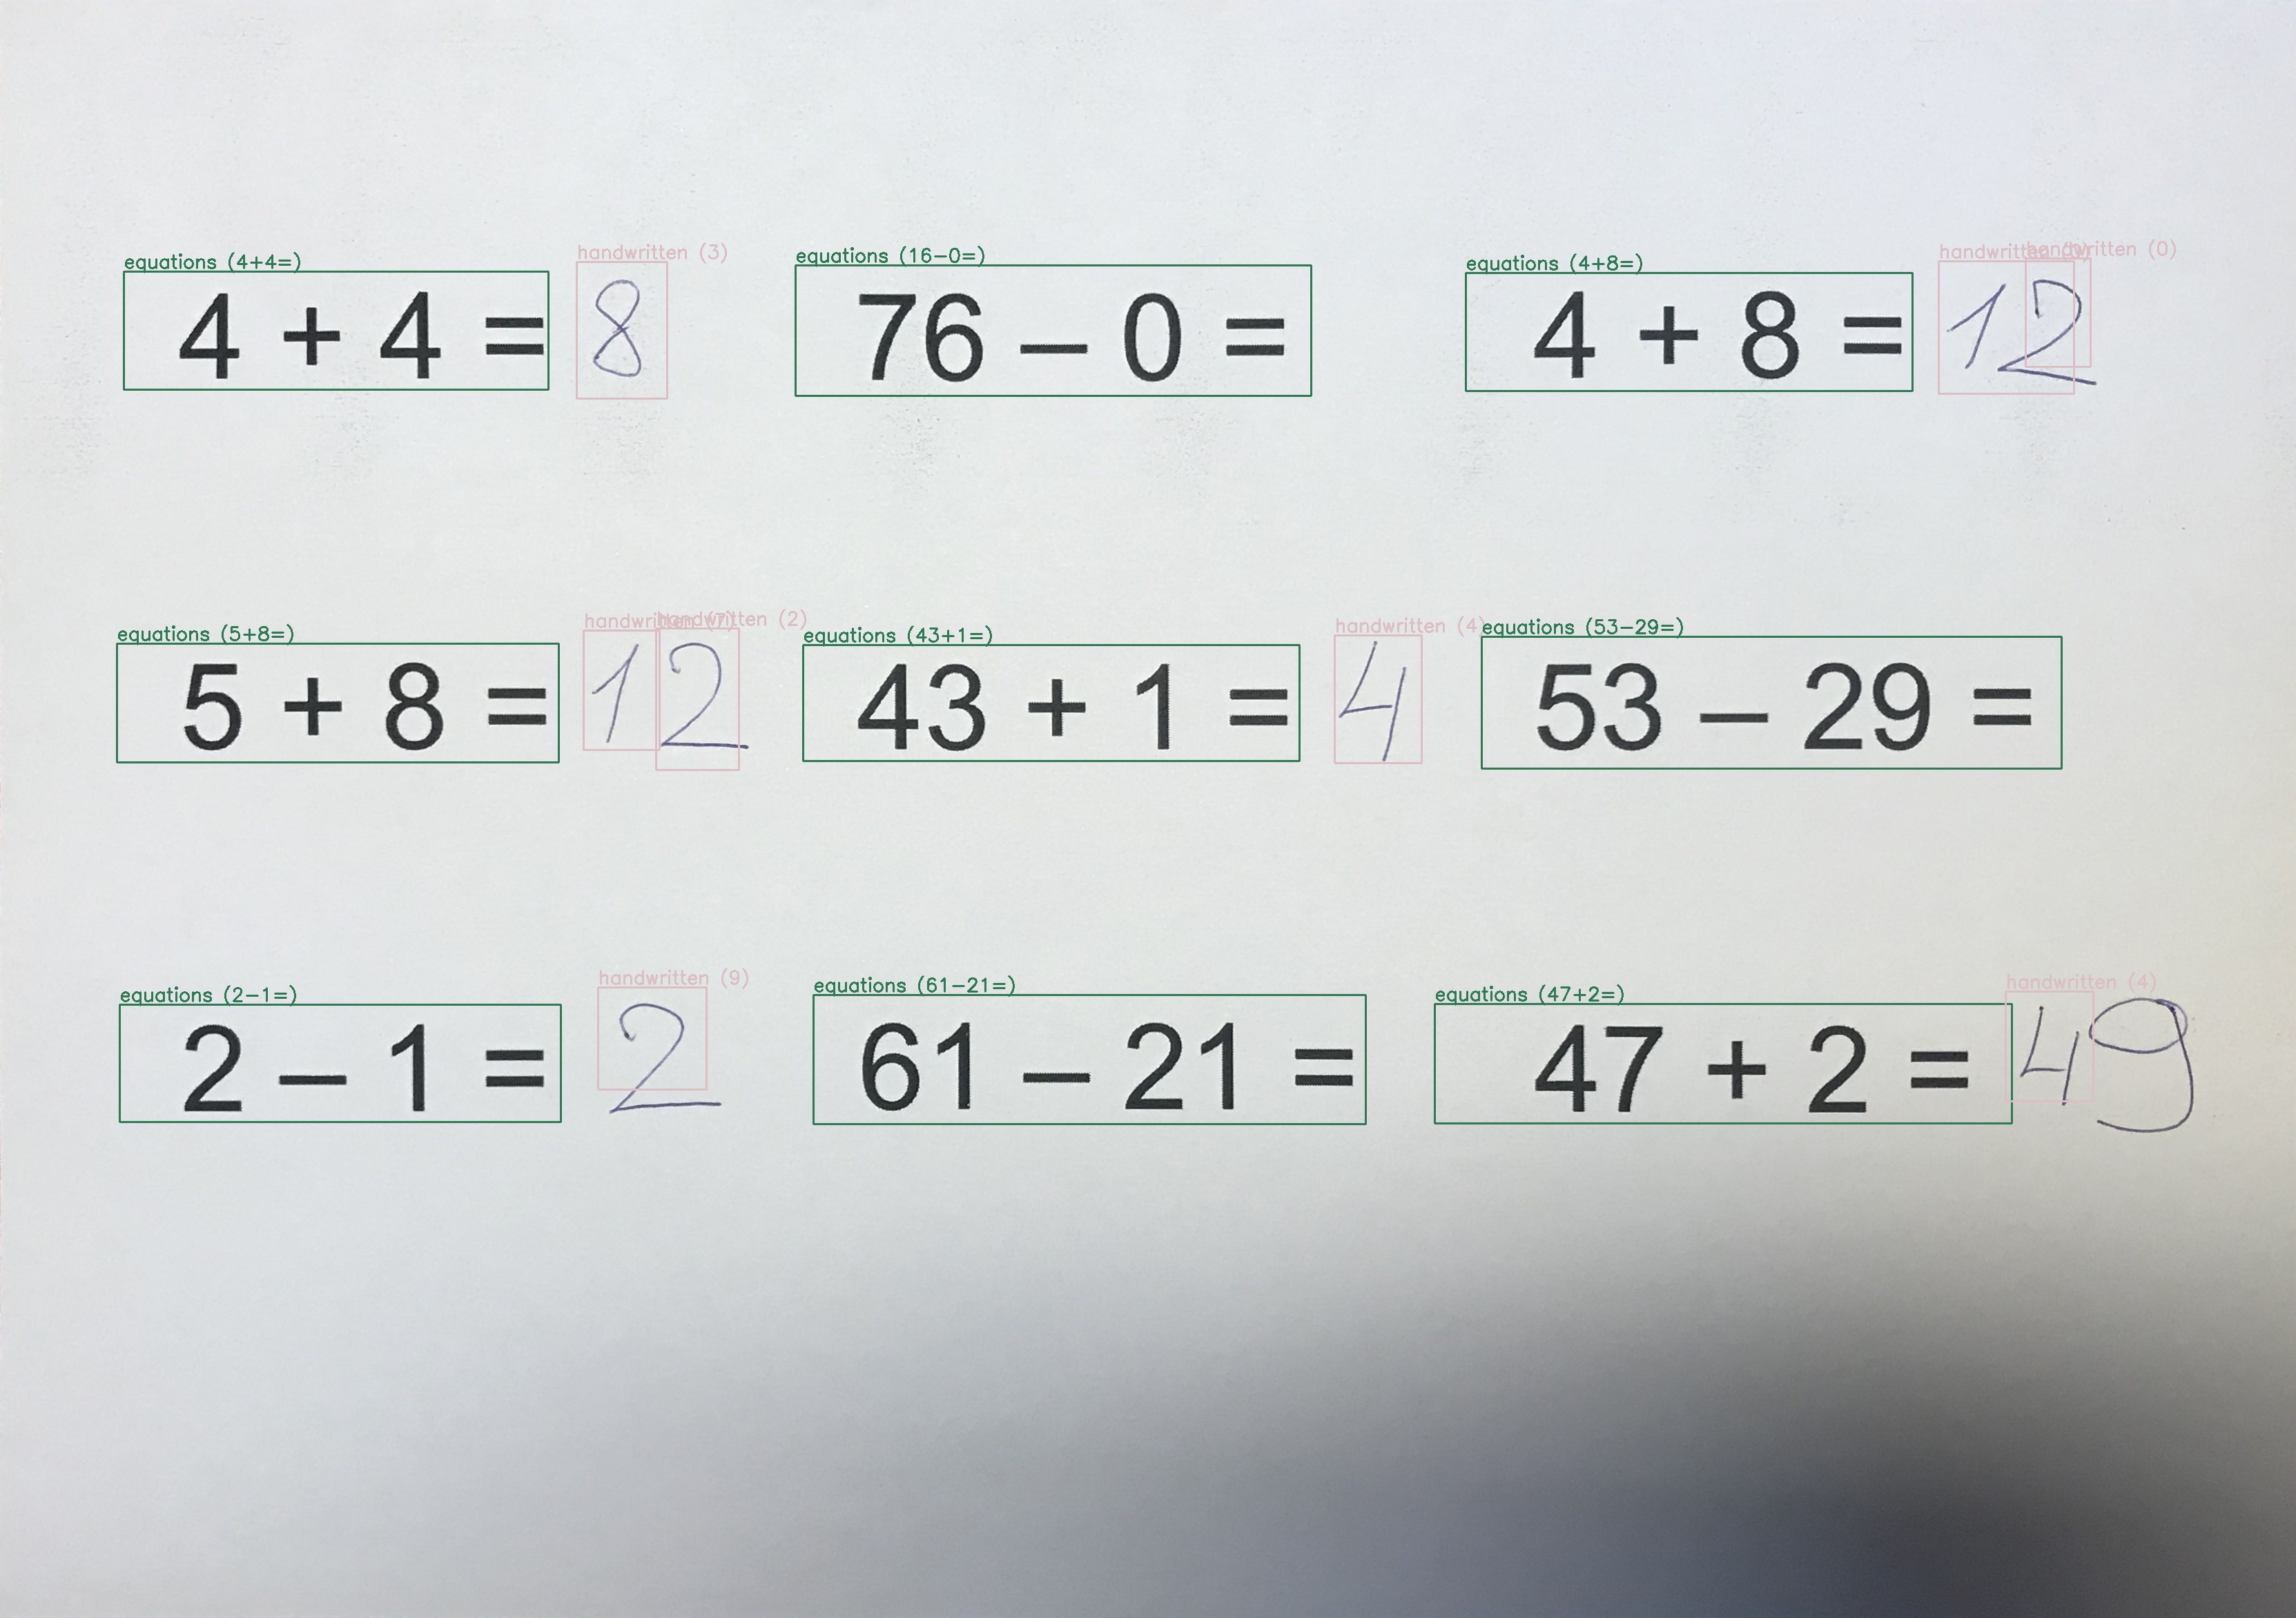 equations (4+4=) handwritten (3) equations (16-0=) equations (4+8=) handwritten handwritten (0)
4 + 4 = 8 76 – 0 = 4 + 8 = 12
equations (5+8=) handwritten (7) handwritten (2) equations (43+1=) handwritten (4) equations (53-29=)
5 + 8 = 12 43 + 1 = 4 53 – 29 =
equations (2-1=) handwritten (9) equations (61-21=) equations (47+2=) handwritten (4)
2 – 1 = 2 61 – 21 = 47 + 2 = 49